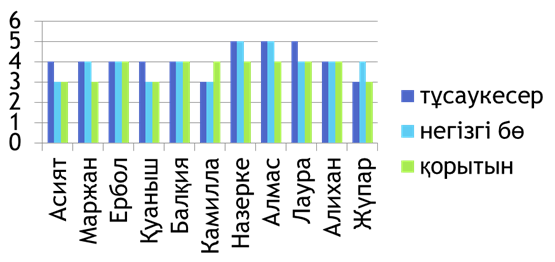 6
5
4
3
2
1
0
Асият
Маржан
Ербол
Қуаныш
Балқия
Камилла
Назерке
Алмас
Лаура
Алихан
Жұпар
тұсаукесер
негізгі бө
қорытын